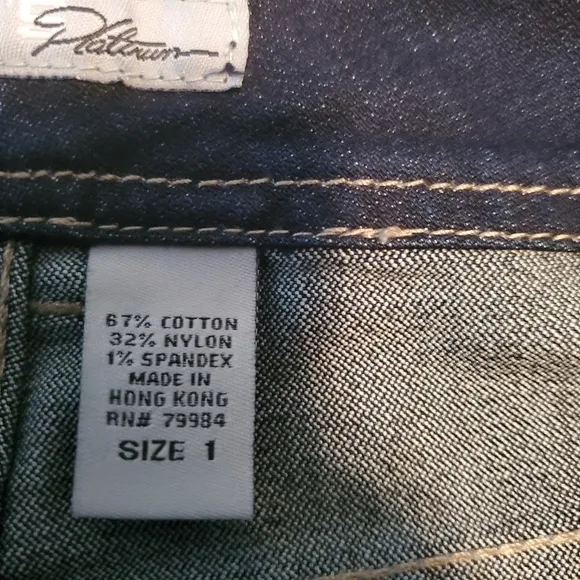 Platinum
67% COTTON
32% NYLON
1% SPANDEX
MADE IN
HONG KONG
RN# 79984
SIZE 1